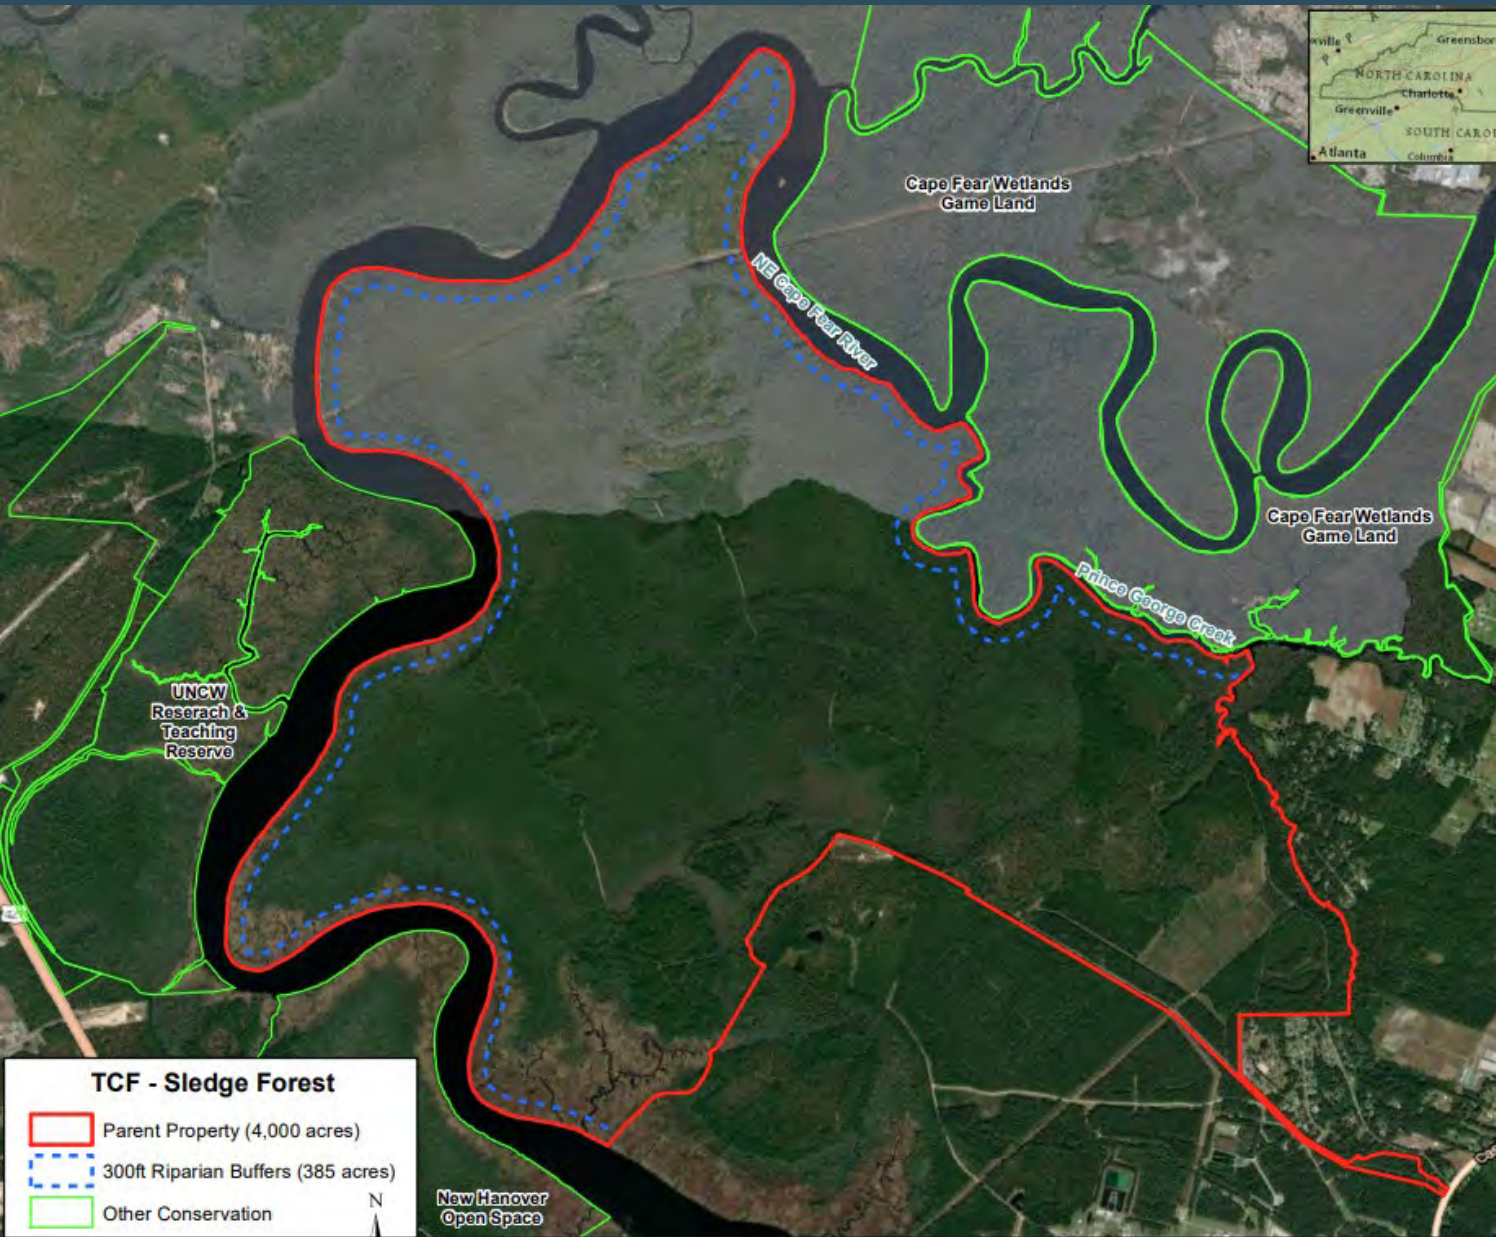 Greensbor
NORTH CAROLINA
Charlotte
Greenville
SOUTH CAROL
Atlanta
Columbia
Cape Fear Wetlands
Game Land
NE Cape Fear River
Cape Fear Wetlands
Game Land
Prince George Creek
UNCW
Reserach &
Teaching
Reserve
TCF - Sledge Forest
Parent Property (4,000 acres)
300ft Riparian Buffers (385 acres)
Other Conservation
N
New Hanover
Open Space